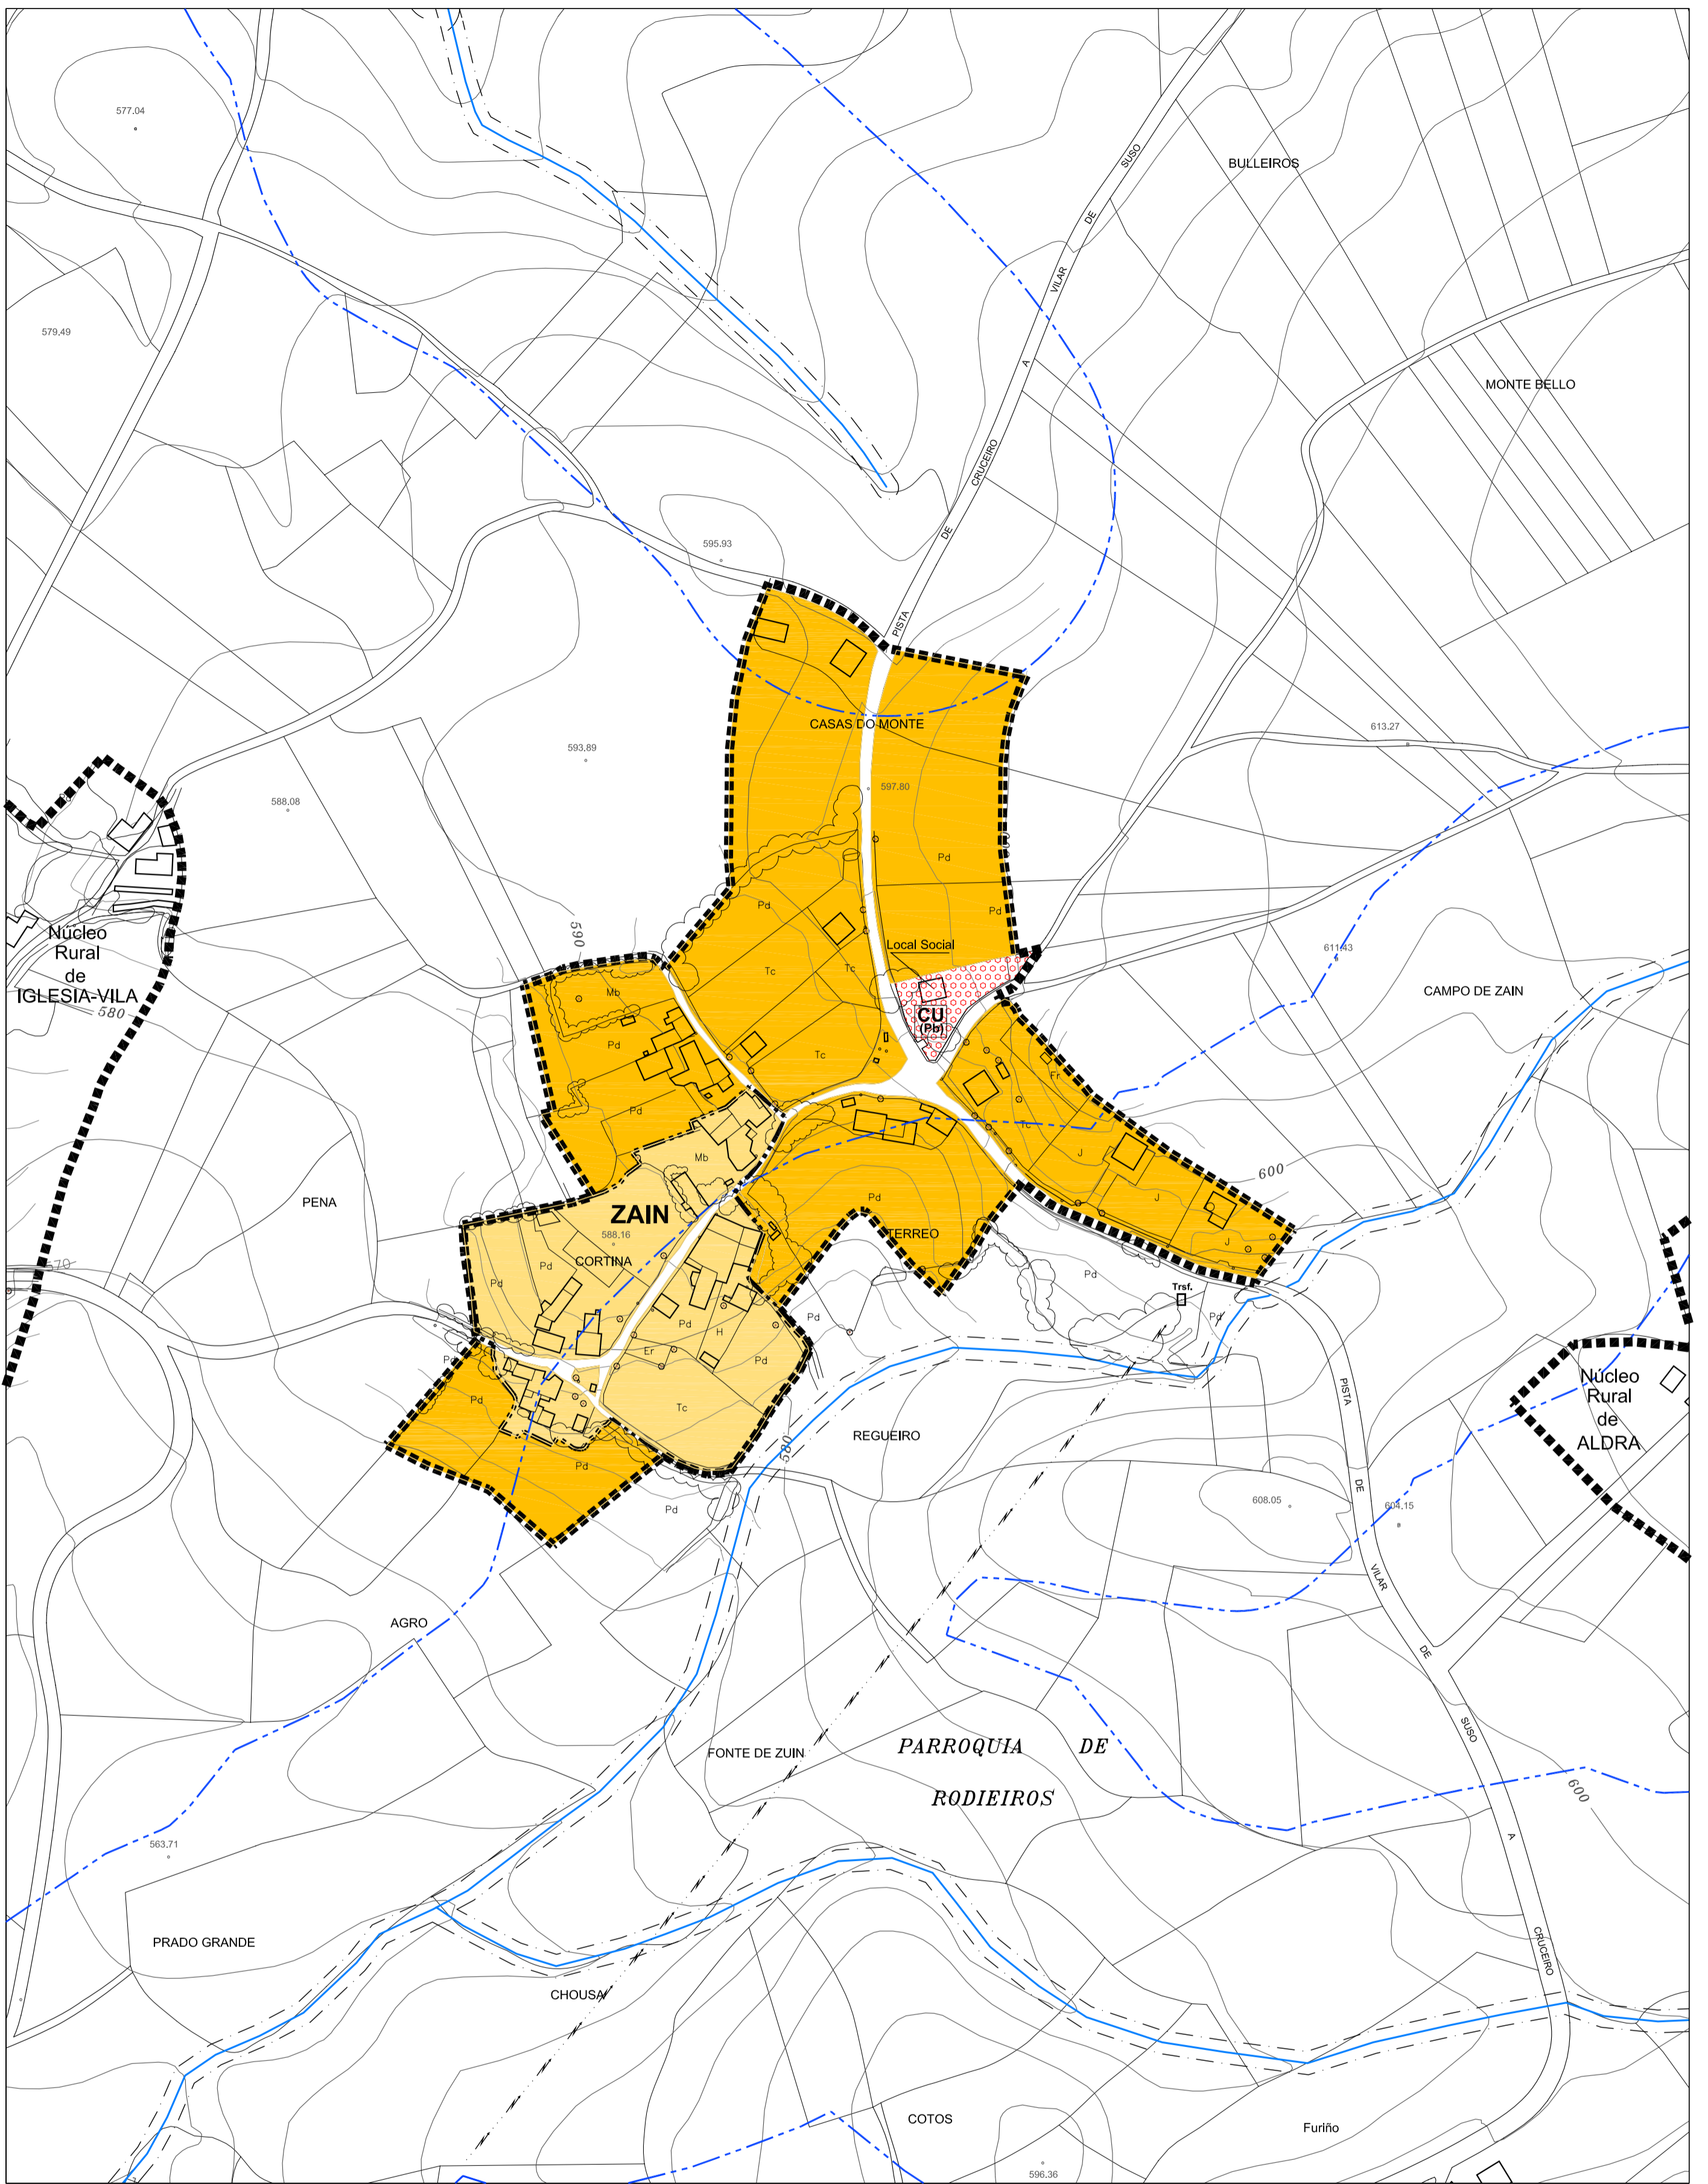 577.04
SUSO
BULLEIROS
DE
VILAR
579.49
A
MONTE BELLO
CRUCEIRO
DE
595.93
PISTA
CASAS DO MONTE
613.27
593.89
597.80
588.08
Pd
Pd
Pd
590
Núcleo
Rural
de
IGLESIA-VILA
580
Local Social
611.43
Tc
Tc
Mb
CAMPO DE ZAIN
CU
(Pb)
Pd
Tc
Fr
Pd
Tc
Mb
J
600
PENA
Pd
J
ZAIN
588.16
TERREO
J
CORTINA
570
Pd
Pd
Pd
Trsf.
Pd
Pd
Pd
H
Er
Pd
Pd
Núcleo
Rural
de
ALDRA
PISTA
Pd
Tc
REGUEIRO
580
Pd
Pd
DE
608.05
604.15
VILAR
AGRO
DE
SUSO
FONTE DE ZUIN
PARROQUIA DE
RODIEIROS
600
A
563.71
PRADO GRANDE
CRUCEIRO
CHOUSA
COTOS
Furiño
596.36